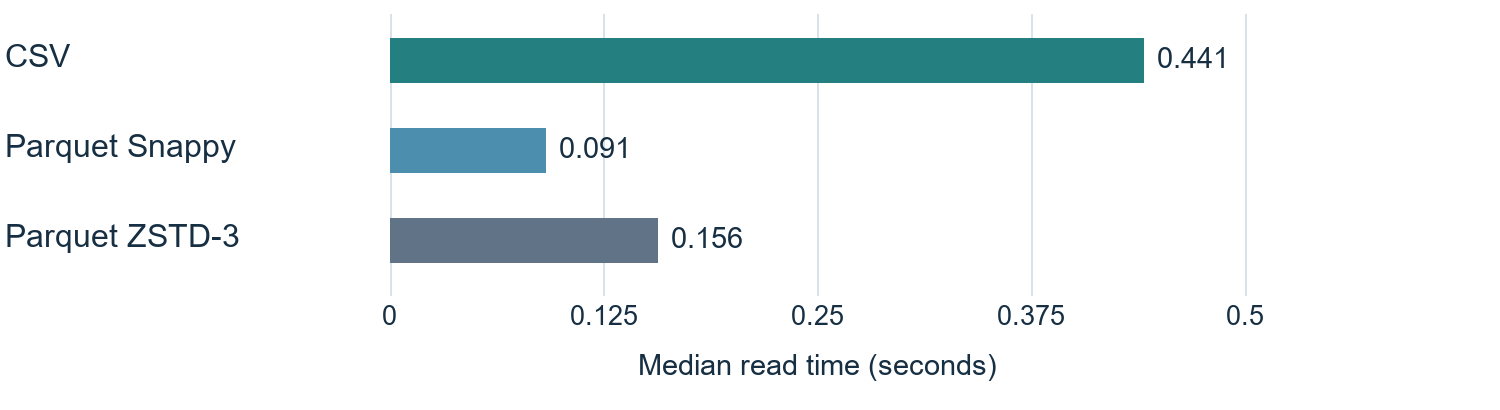 CSV 0.441
Parquet Snappy 0.091
Parquet ZSTD-3 0.156
0 0.125 0.25 0.375 0.5
Median read time (seconds)